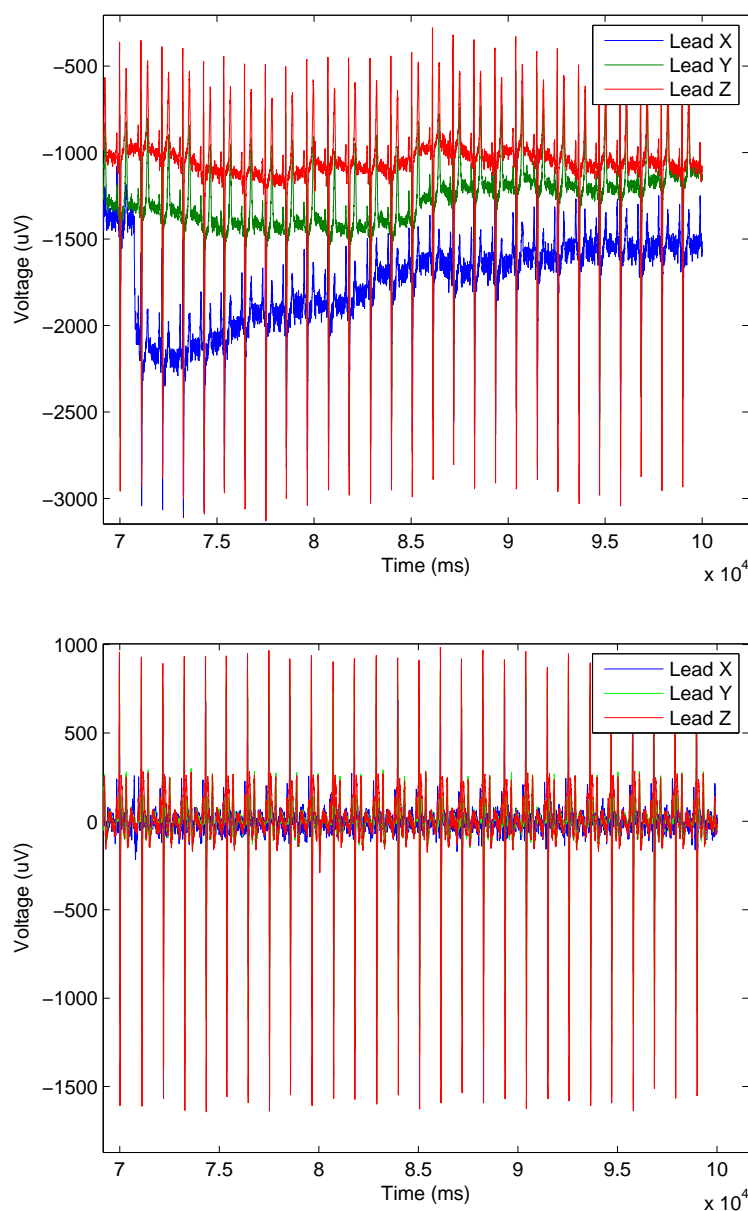 Lead X
Lead Y
Lead Z
−500
−1000
−1500
−2000
−2500
−3000
Voltage (uV)
7
7.5
8
8.5
9
9.5
10
Time (ms)
x 10^4
Lead X
Lead Y
Lead Z
1000
500
0
−500
−1000
−1500
Voltage (uV)
7
7.5
8
8.5
9
9.5
10
Time (ms)
x 10^4